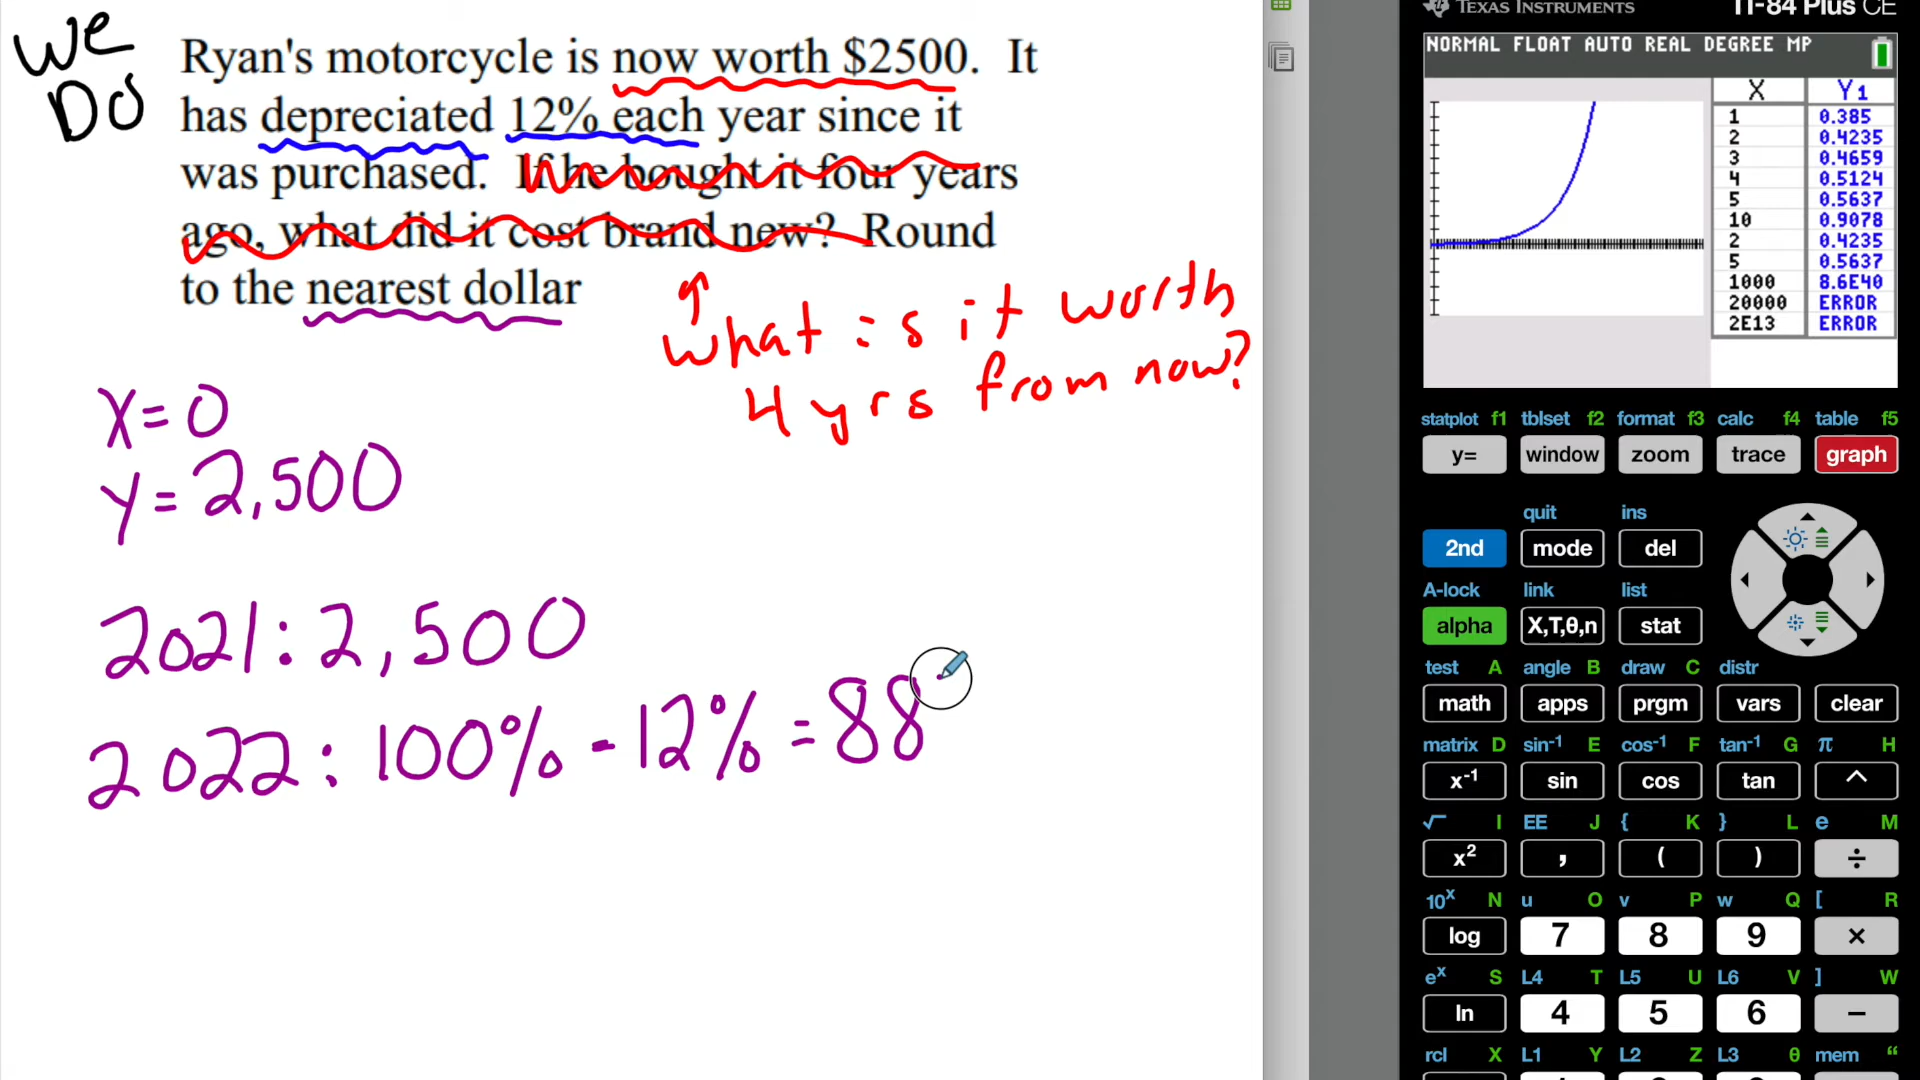 We
Do
Ryan's motorcycle is now worth $2500. It
has depreciated 12% each year since it
was purchased. If he bought it four years
ago, what did it cost brand new? Round
to the nearest dollar
What is it worth
4 yrs from now?
X=0
y=2,500
2021: 2,500
2022: 100% - 12% = 88
TEXAS INSTRUMENTS TI-84 Plus CE
NORMAL FLOAT AUTO REAL DEGREE MP
X Y1
1 0.385
2 0.4235
3 0.4659
4 0.5124
5 0.5637
10 0.9078
2 0.4235
5 0.5637
1000 8.6E40
20000 ERROR
2E13 ERROR
statplot f1 tblset f2 format f3 calc f4 table f5
y= window zoom trace graph
quit ins
2nd mode del
A-lock link list
alpha X,T,θ,n stat
test A angle B draw C distr
math apps prgm vars clear
matrix D sin⁻¹ E cos⁻¹ F tan⁻¹ G π H
x⁻¹ sin cos tan ^
√ I EE J { K } L e M
x² , ( ) ÷
10ˣ N u O v P w Q [ R
log 7 8 9 ×
eˣ S L4 T L5 U L6 V ] W
ln 4 5 6 −
rcl X L1 Y L2 Z L3 θ mem “